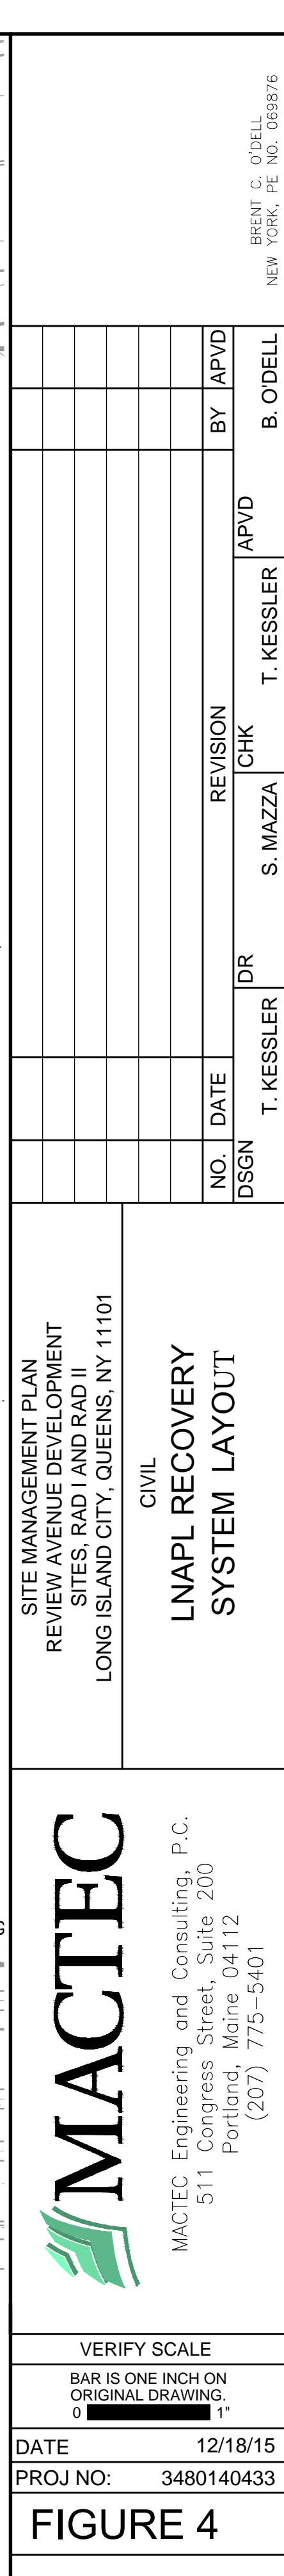 BRENT C. O'DELL
NEW YORK, PE NO. 069876
NO. DATE REVISION BY APVD
DSGN T. KESSLER
DR S. MAZZA
CHK T. KESSLER
APVD B. O'DELL
SITE MANAGEMENT PLAN
REVIEW AVENUE DEVELOPMENT
SITES, RAD I AND RAD II
LONG ISLAND CITY, QUEENS, NY 11101
CIVIL
LNAPL RECOVERY
SYSTEM LAYOUT
MACTEC
MACTEC Engineering and Consulting, P.C.
511 Congress Street, Suite 200
Portland, Maine 04112
(207) 775-5401
VERIFY SCALE
BAR IS ONE INCH ON
ORIGINAL DRAWING.
0 1"
DATE 12/18/15
PROJ NO: 3480140433
FIGURE 4